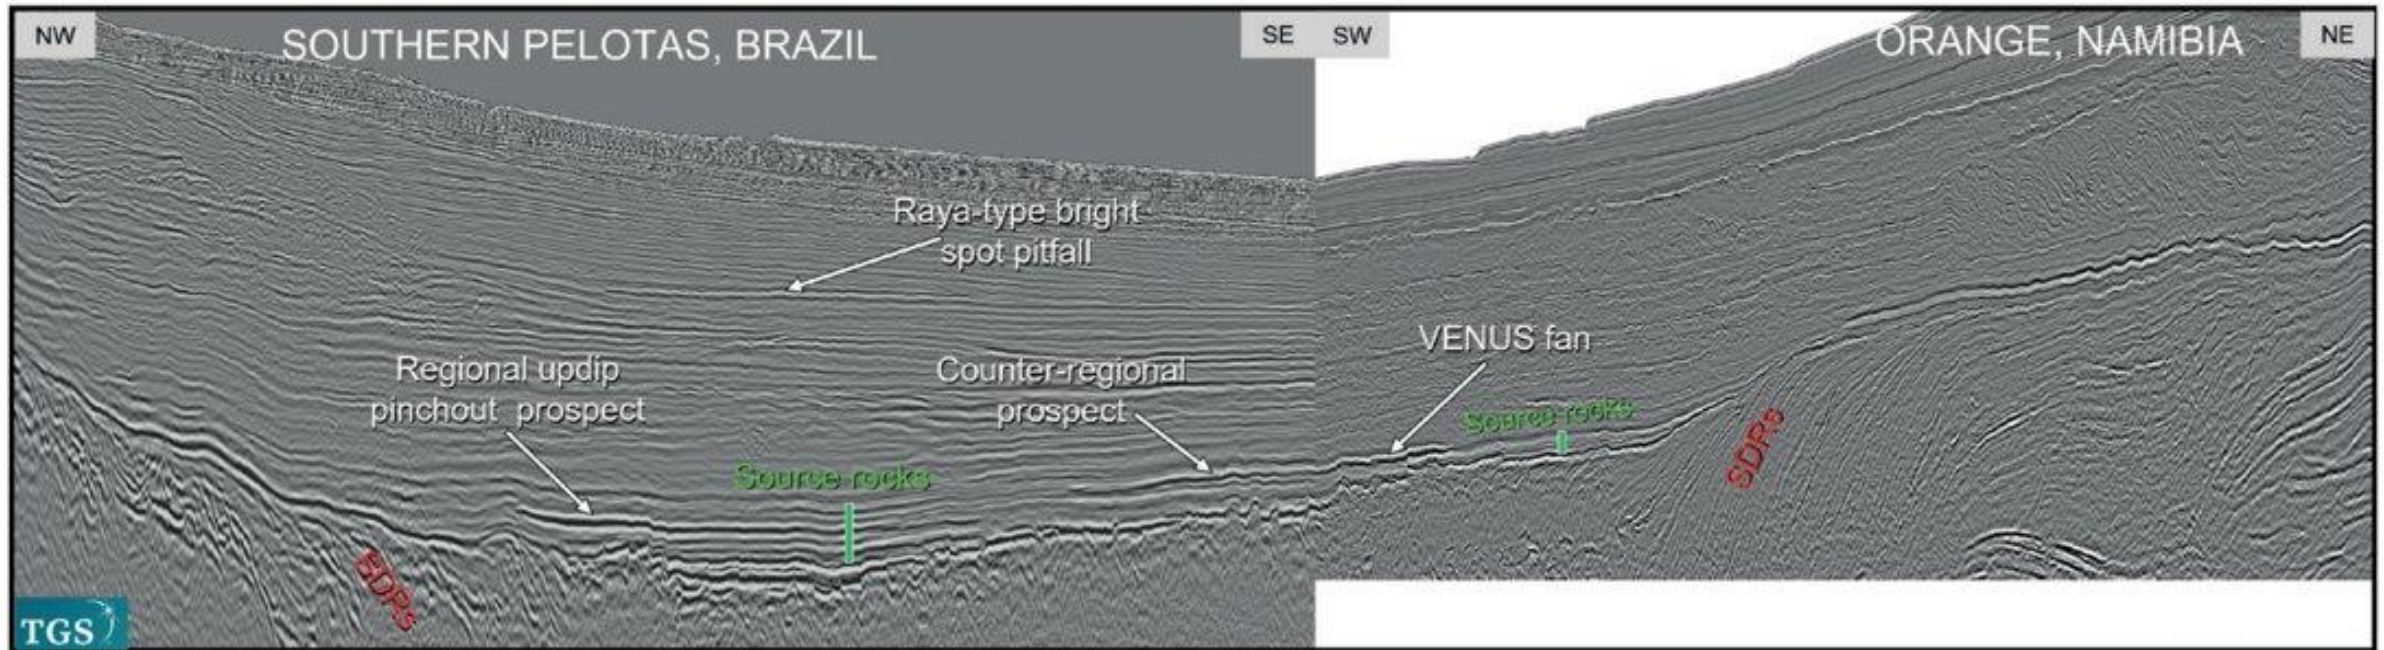 NW
SOUTHERN PELOTAS, BRAZIL
SE
SW
ORANGE, NAMIBIA
NE
Raya-type bright
spot pitfall
Regional updip
pinchout prospect
Counter-regional
prospect
VENUS fan
Source rocks
Source rocks
SDRs
SDRs
TGS